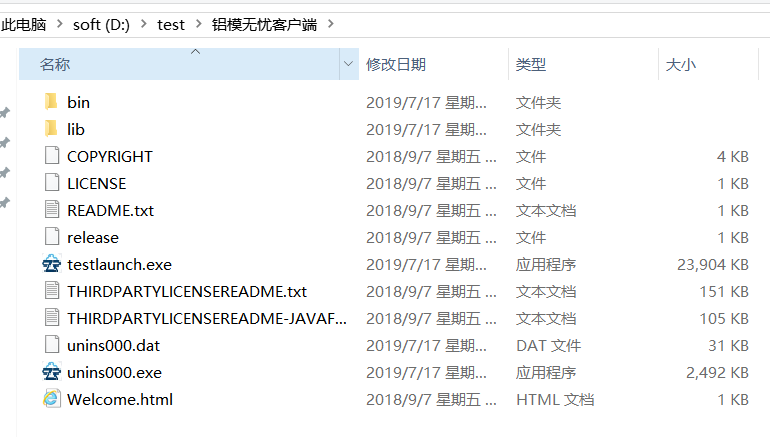 此电脑 > soft (D:) > test > 铝模无忧客户端 >
名称 修改日期 类型 大小
bin 2019/7/17 星期... 文件夹
lib 2019/7/17 星期... 文件夹
COPYRIGHT 2018/9/7 星期五 ... 文件 4 KB
LICENSE 2018/9/7 星期五 ... 文件 1 KB
README.txt 2018/9/7 星期五 ... 文本文档 1 KB
release 2018/9/7 星期五 ... 文件 1 KB
testlaunch.exe 2019/7/17 星期... 应用程序 23,904 KB
THIRDPARTYLICENSEREADME.txt 2018/9/7 星期五 ... 文本文档 151 KB
THIRDPARTYLICENSEREADME-JAVAF... 2018/9/7 星期五 ... 文本文档 105 KB
unins000.dat 2019/7/17 星期... DAT 文件 31 KB
unins000.exe 2019/7/17 星期... 应用程序 2,492 KB
Welcome.html 2018/9/7 星期五 ... HTML 文档 1 KB